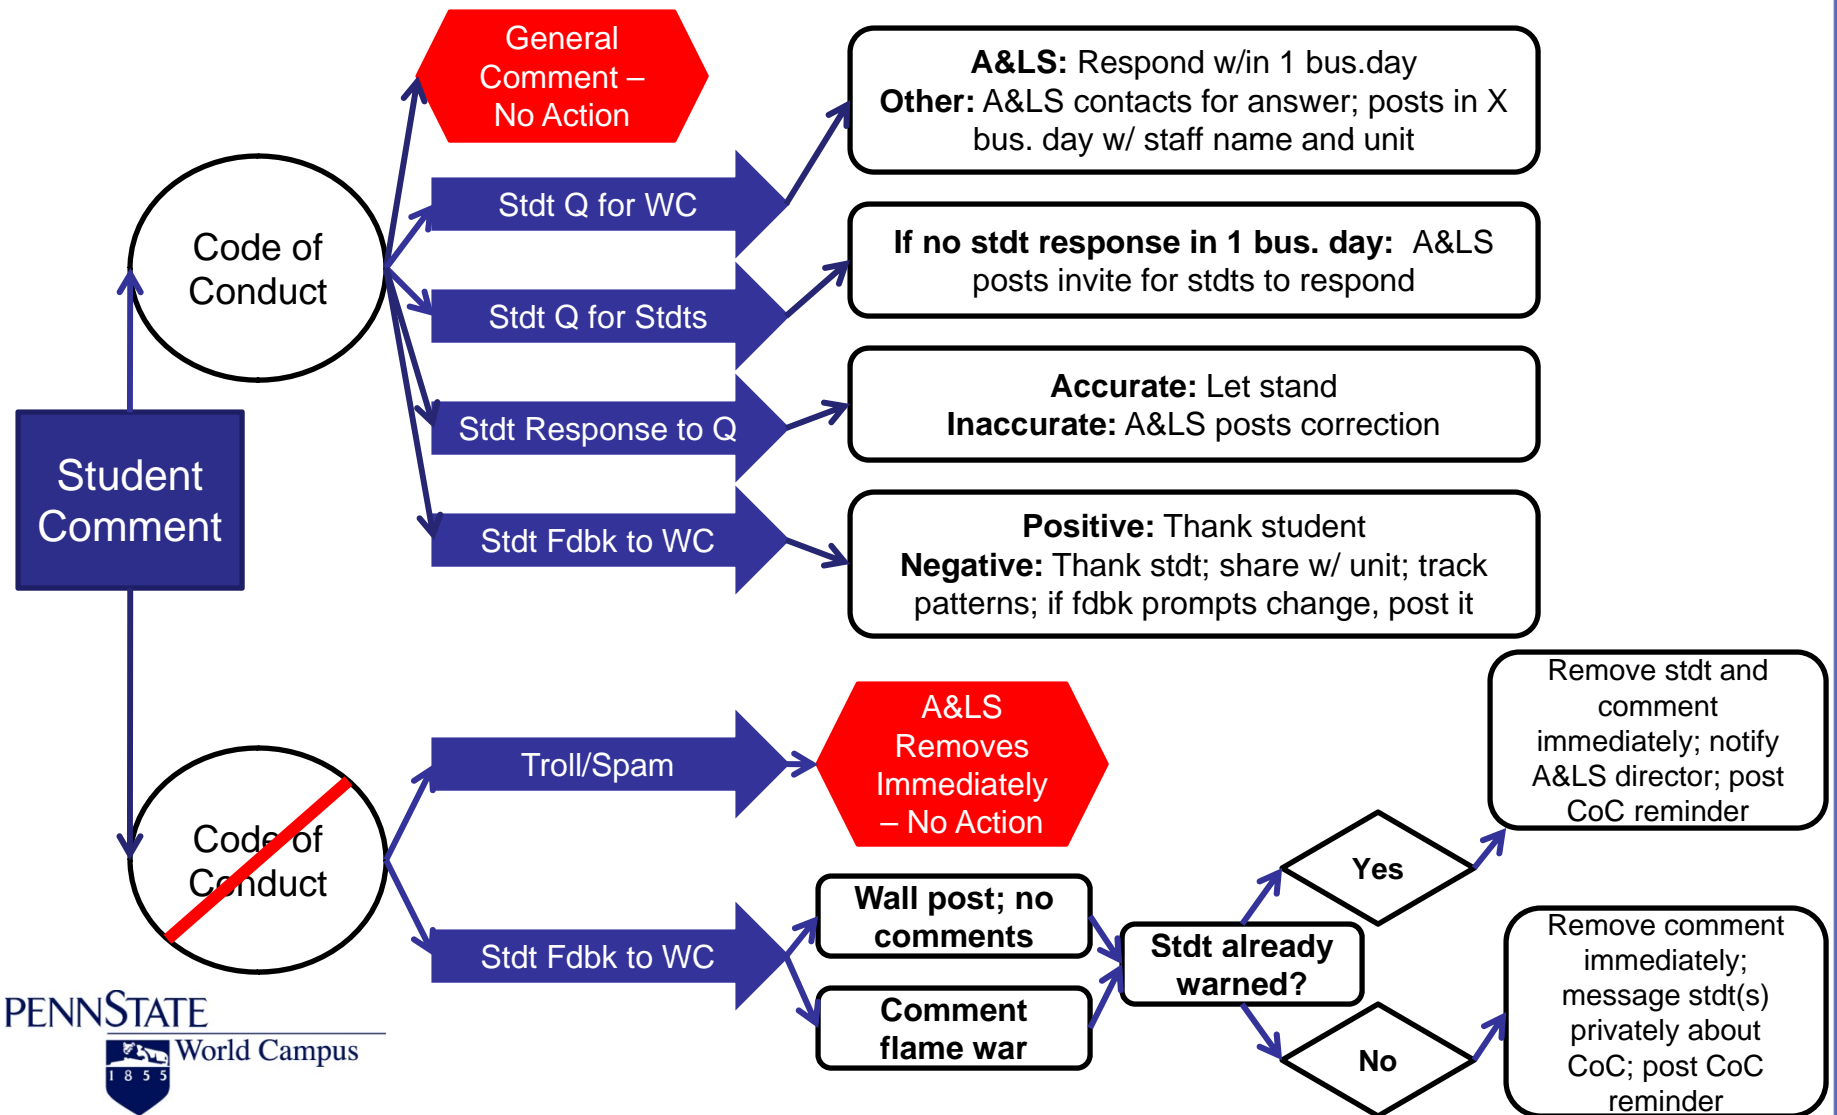 General
Comment –
No Action
A&LS: Respond w/in 1 bus.day
Other: A&LS contacts for answer; posts in X
bus. day w/ staff name and unit
Code of
Conduct
Stdt Q for WC
If no stdt response in 1 bus. day: A&LS
posts invite for stdts to respond
Stdt Q for Stdts
Accurate: Let stand
Inaccurate: A&LS posts correction
Stdt Response to Q
Student
Comment
Positive: Thank student
Negative: Thank stdt; share w/ unit; track
patterns; if fdbk prompts change, post it
Stdt Fdbk to WC
Code of
Conduct
Troll/Spam
A&LS
Removes
Immediately
– No Action
Remove stdt and
comment
immediately; notify
A&LS director; post
CoC reminder
Yes
Stdt Fdbk to WC
Wall post; no
comments
Comment
flame war
Stdt already
warned?
No
Remove comment
immediately;
message stdt(s)
privately about
CoC; post CoC
reminder
PENNSTATE
World Campus
1855